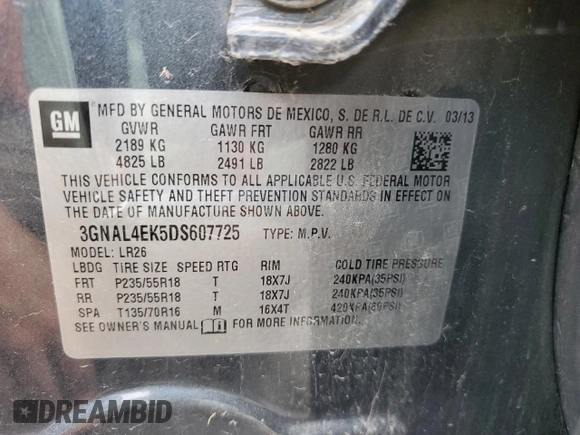 GM
MFD BY GENERAL MOTORS DE MEXICO, S. DE R.L. DE C.V. 03/13
GVWR GAWR FRT GAWR RR
2189 KG 1130 KG 1280 KG
4825 LB 2491 LB 2822 LB
THIS VEHICLE CONFORMS TO ALL APPLICABLE U.S. FEDERAL MOTOR
VEHICLE SAFETY AND THEFT PREVENTION STANDARDS IN EFFECT ON
THE DATE OF MANUFACTURE SHOWN ABOVE.
3GNAL4EK5DS607725 TYPE: M.P.V.
MODEL: LR26
LBDG TIRE SIZE SPEED RTG RIM COLD TIRE PRESSURE
FRT P235/55R18 T 18X7J 240KPA(35PSI)
RR P235/55R18 T 18X7J 240KPA(35PSI)
SPA T135/70R16 M 16X4T 420KPA(60PSI)
SEE OWNER'S MANUAL FOR MORE INFORMATION.
DREAMBID